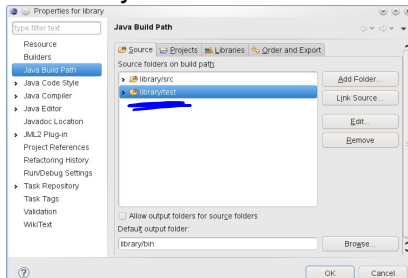 Properties for library
type filter text
Java Build Path
Resource
Builders
Java Build Path
Java Code Style
Java Compiler
Java Editor
Javadoc Location
JML2 Plug-in
Project References
Refactoring History
Run/Debug Settings
Task Repository
Task Tags
Validation
WikiText
Source
Projects
Libraries
Order and Export
Source folders on build path:
library/src
library/test
Add Folder...
Link Source...
Edit...
Remove
Allow output folders for source folders
Default output folder:
library/bin
Browse...
OK
Cancel